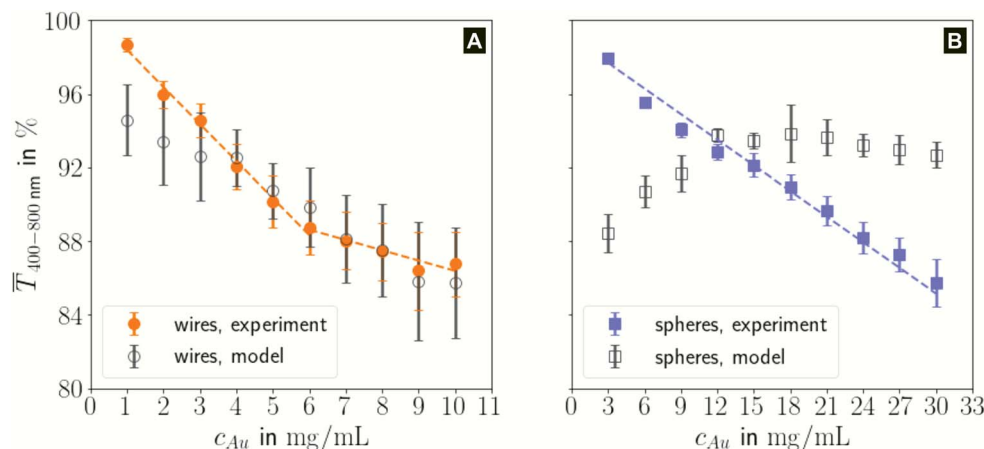 100
96
92
88
84
80
T̅ 400−800 nm in %
A
wires, experiment
wires, model
0 1 2 3 4 5 6 7 8 9 10 11
c_Au in mg/mL
B
spheres, experiment
spheres, model
0 3 6 9 12 15 18 21 24 27 30 33
c_Au in mg/mL